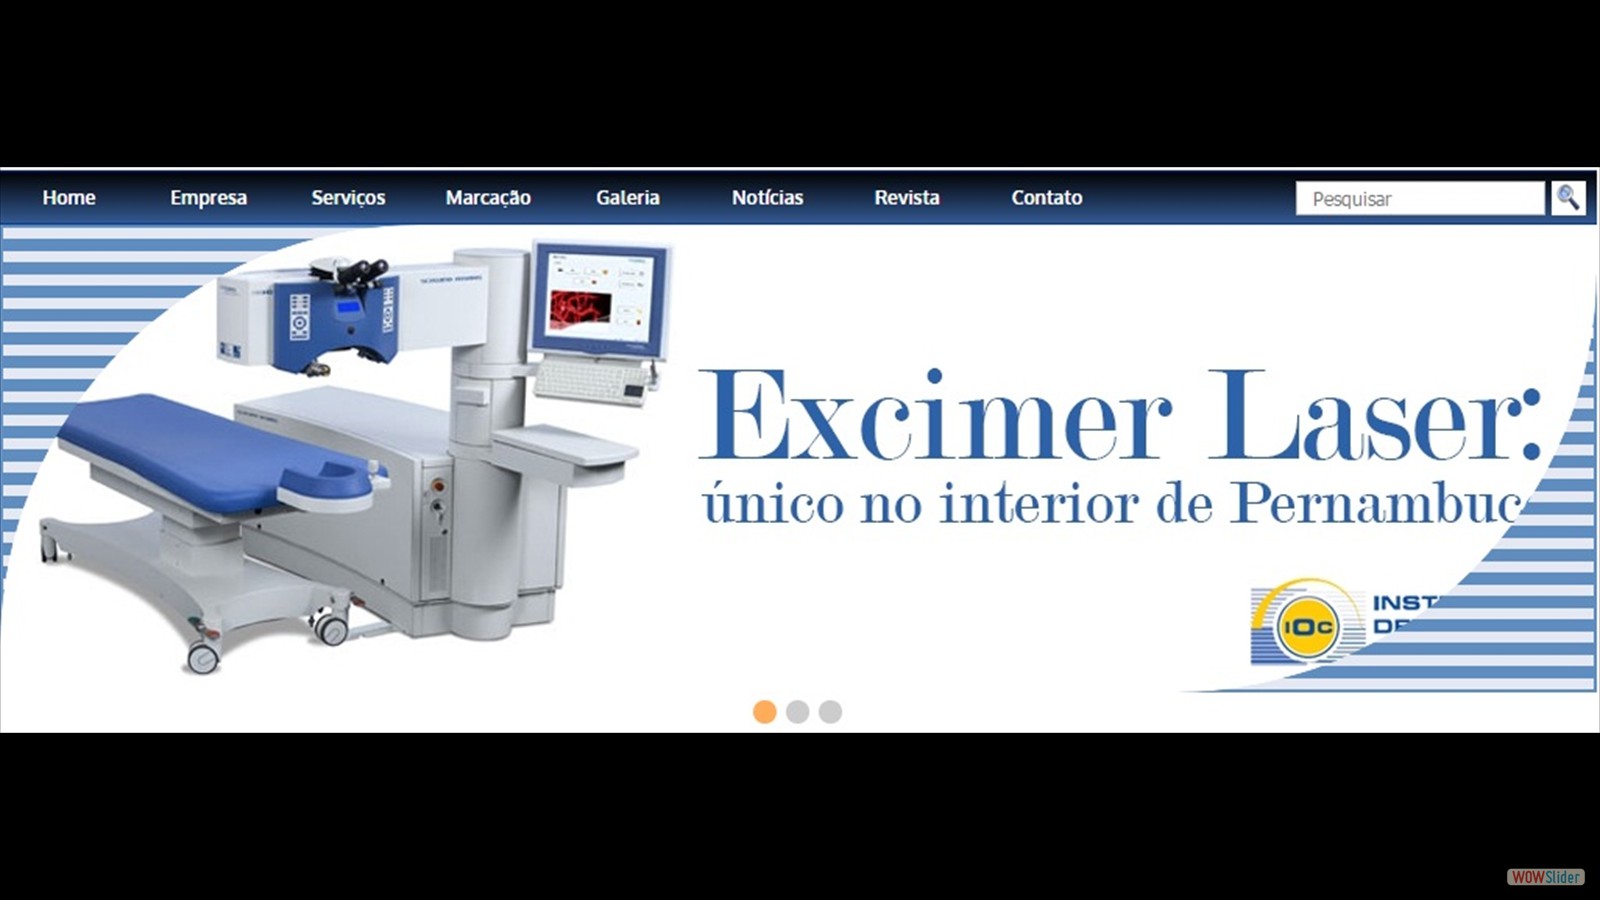 Home Empresa Serviços Marcação Galeria Notícias Revista Contato Pesquisar
Excimer Laser:
único no interior de Pernambuc
IOC
INST
DE
WOWSlider